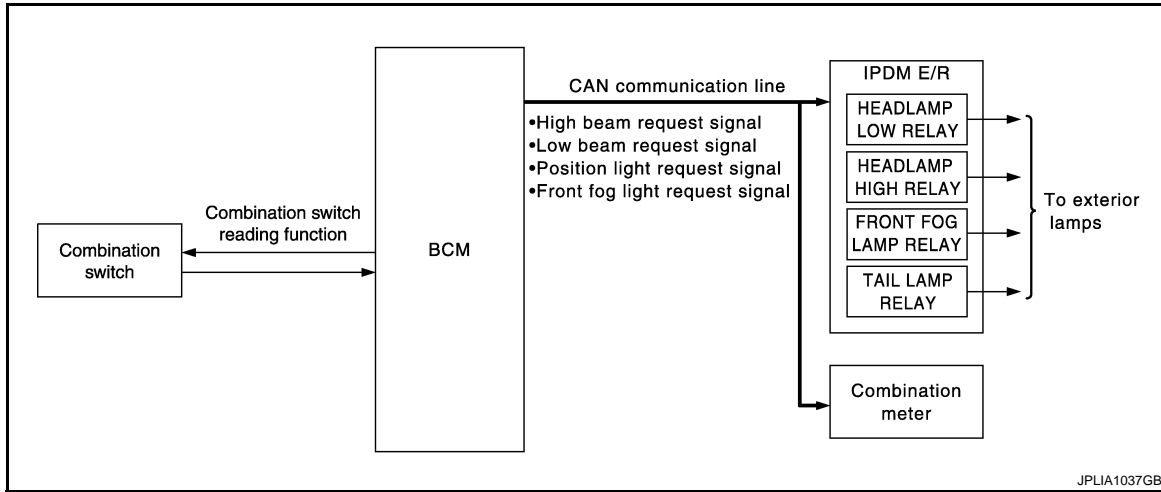 Combination
switch
Combination switch
reading function
BCM
CAN communication line
•High beam request signal
•Low beam request signal
•Position light request signal
•Front fog light request signal
IPDM E/R
HEADLAMP
LOW RELAY
HEADLAMP
HIGH RELAY
FRONT FOG
LAMP RELAY
TAIL LAMP
RELAY
To exterior
lamps
Combination
meter
JPLIA1037GB